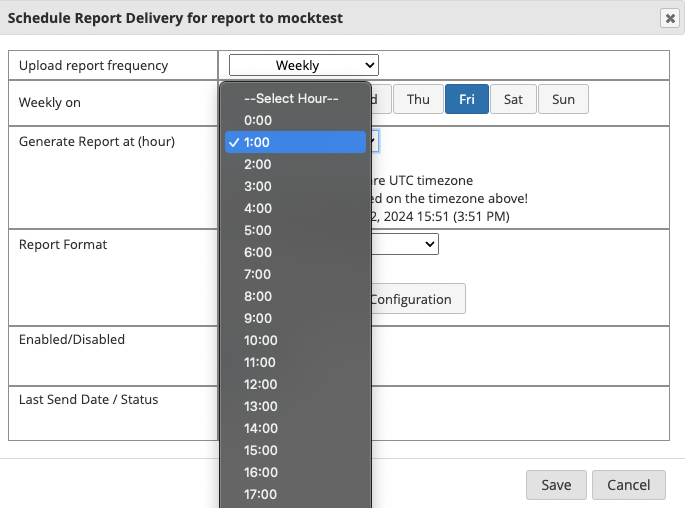 Schedule Report Delivery for report to mocktest
Upload report frequency
Weekly
Weekly on
Thu
Fri
Sat
Sun
Generate Report at (hour)
--Select Hour--
0:00
1:00
2:00
3:00
4:00
5:00
6:00
7:00
8:00
9:00
10:00
11:00
12:00
13:00
14:00
15:00
16:00
17:00
UTC timezone
on the timezone above!
2024 15:51 (3:51 PM)
Report Format
Configuration
Enabled/Disabled
Last Send Date / Status
Save
Cancel